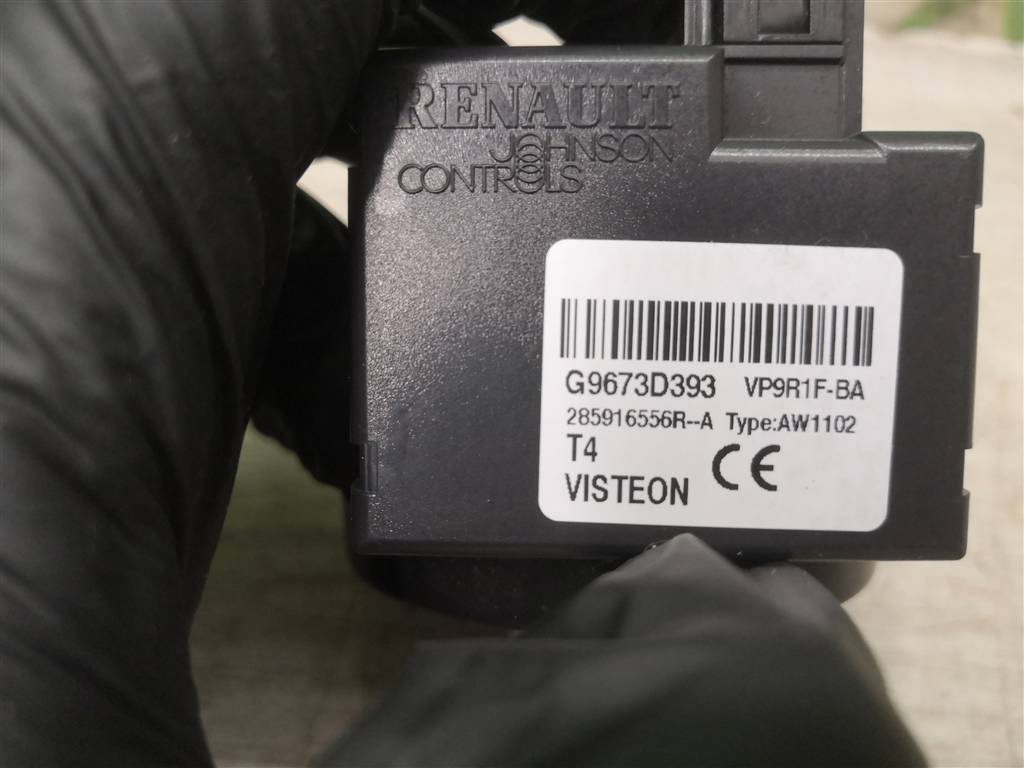 RENAULT
JOHNSON
CONTROLS
G9673D393 VP9R1F-BA
285916556R--A Type:AW1102
T4
CE
VISTEON